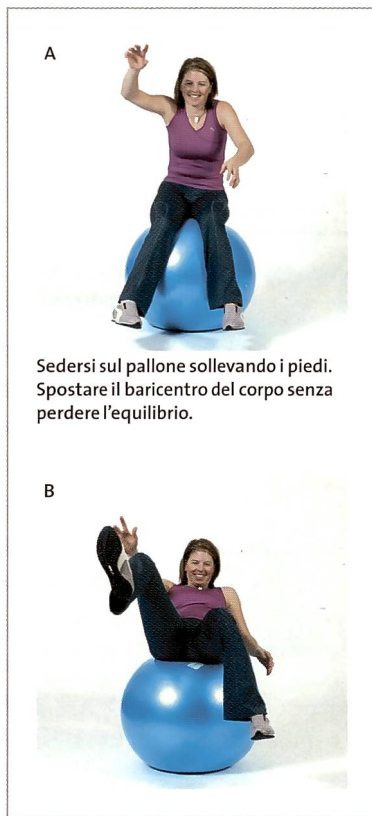 A
Sedersi sul pallone sollevando i piedi.
Spostare il baricentro del corpo senza
perdere l'equilibrio.
B